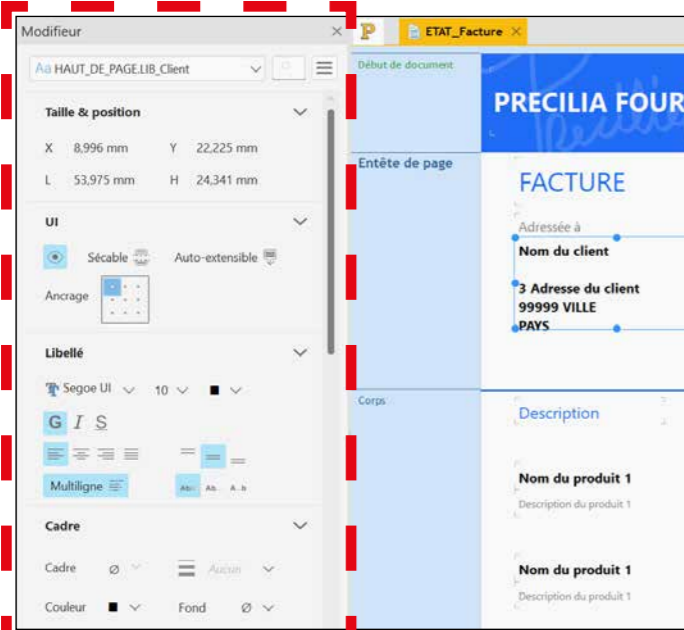 Modifieur
Aa HAUT_DE_PAGE.LIB_Client
Taille & position
X 8,996 mm Y 22,225 mm
L 53,975 mm H 24,341 mm
UI
Sécable Auto-extensible
Ancrage
Libellé
Segoe UI 10
G I S
Multiligne Ab.. A..b
Cadre
Cadre Aucun
Couleur Fond
P ETAT_Facture
Début de document
PRECILIA FOUR
Entête de page
FACTURE
Adressée à
Nom du client
3 Adresse du client
99999 VILLE
PAYS
Corps
Description
Nom du produit 1
Description du produit 1
Nom du produit 1
Description du produit 1